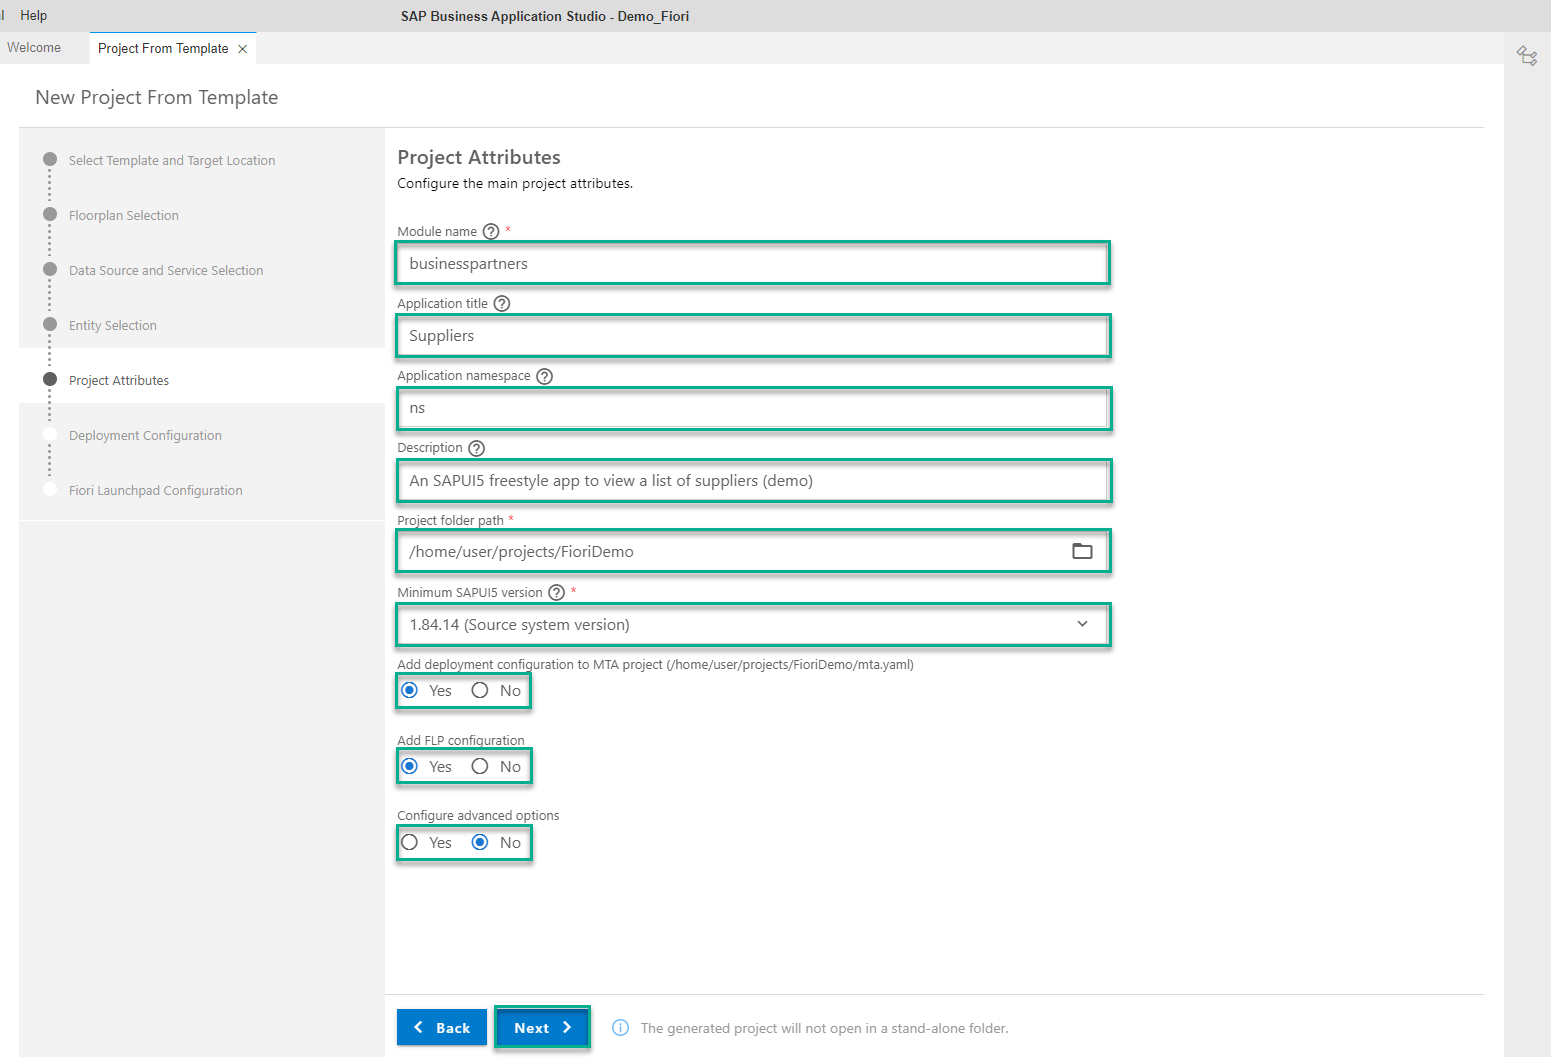 Help
SAP Business Application Studio - Demo_Fiori
Welcome
Project From Template
New Project From Template
Select Template and Target Location
Floorplan Selection
Data Source and Service Selection
Entity Selection
Project Attributes
Deployment Configuration
Fiori Launchpad Configuration
Project Attributes
Configure the main project attributes.
Module name ? *
businesspartners
Application title ?
Suppliers
Application namespace ?
ns
Description ?
An SAPUI5 freestyle app to view a list of suppliers (demo)
Project folder path *
/home/user/projects/FioriDemo
Minimum SAPUI5 version ? *
1.84.14 (Source system version)
Add deployment configuration to MTA project (/home/user/projects/FioriDemo/mta.yaml)
Yes No
Add FLP configuration
Yes No
Configure advanced options
Yes No
Back
Next
The generated project will not open in a stand-alone folder.